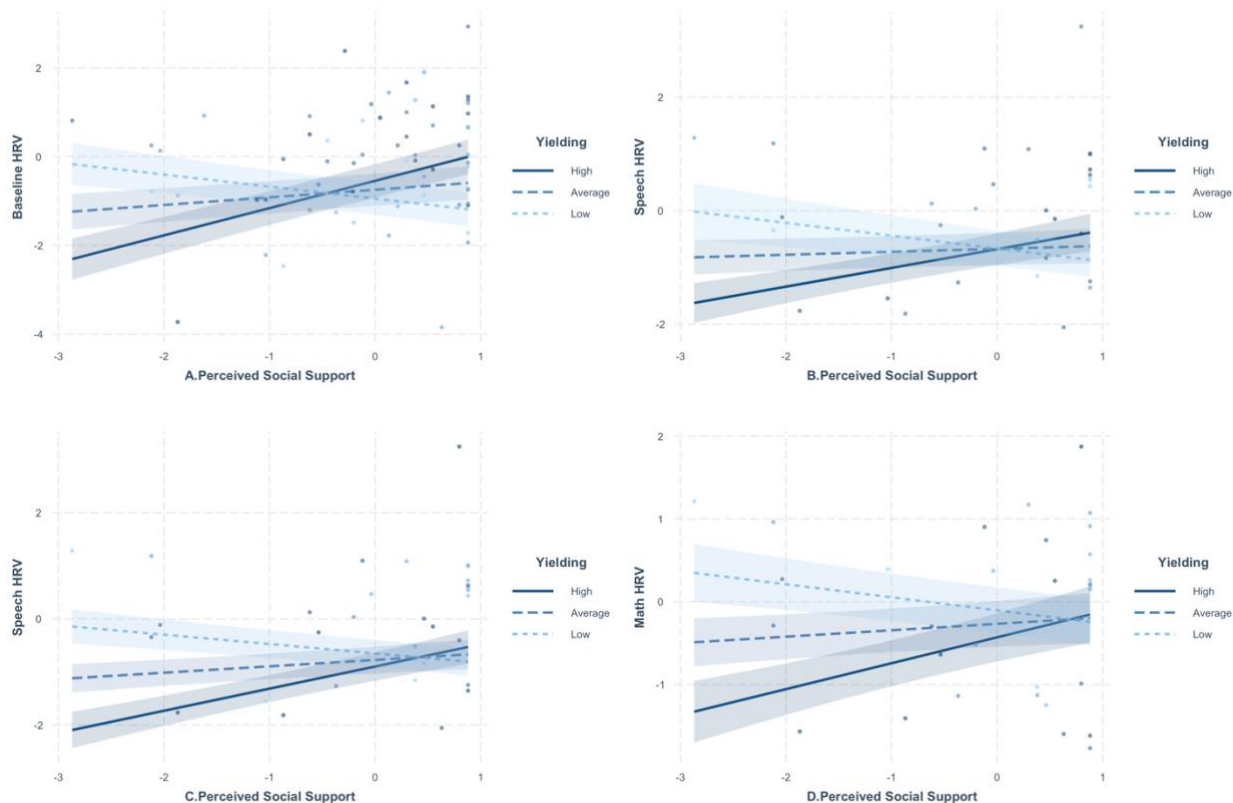 2
0
-2
-4
Baseline HRV
-3
-2
-1
0
1
A.Perceived Social Support
Yielding
High
Average
Low
2
0
-2
Speech HRV
-3
-2
-1
0
1
B.Perceived Social Support
Yielding
High
Average
Low
2
0
-2
Speech HRV
-3
-2
-1
0
1
C.Perceived Social Support
Yielding
High
Average
Low
2
1
0
-1
Math HRV
-3
-2
-1
0
1
D.Perceived Social Support
Yielding
High
Average
Low